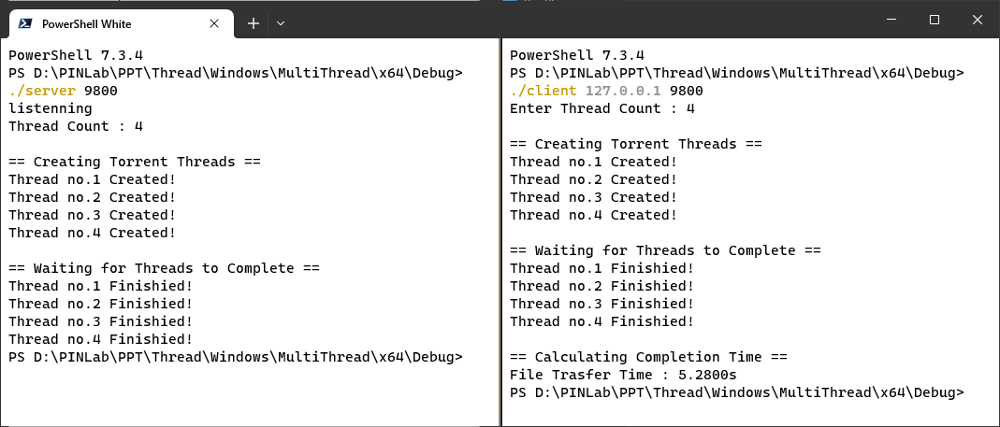 PowerShell White
PowerShell 7.3.4
PS D:\PINLab\PPT\Thread\Windows\MultiThread\x64\Debug>
./server 9800
listenning
Thread Count : 4
== Creating Torrent Threads ==
Thread no.1 Created!
Thread no.2 Created!
Thread no.3 Created!
Thread no.4 Created!
== Waiting for Threads to Complete ==
Thread no.1 Finishied!
Thread no.2 Finishied!
Thread no.3 Finishied!
Thread no.4 Finishied!
PS D:\PINLab\PPT\Thread\Windows\MultiThread\x64\Debug>
PowerShell 7.3.4
PS D:\PINLab\PPT\Thread\Windows\MultiThread\x64\Debug>
./client 127.0.0.1 9800
Enter Thread Count : 4
== Creating Torrent Threads ==
Thread no.1 Created!
Thread no.2 Created!
Thread no.3 Created!
Thread no.4 Created!
== Waiting for Threads to Complete ==
Thread no.1 Finishied!
Thread no.2 Finishied!
Thread no.3 Finishied!
Thread no.4 Finishied!
== Calculating Completion Time ==
File Trasfer Time : 5.2800s
PS D:\PINLab\PPT\Thread\Windows\MultiThread\x64\Debug>